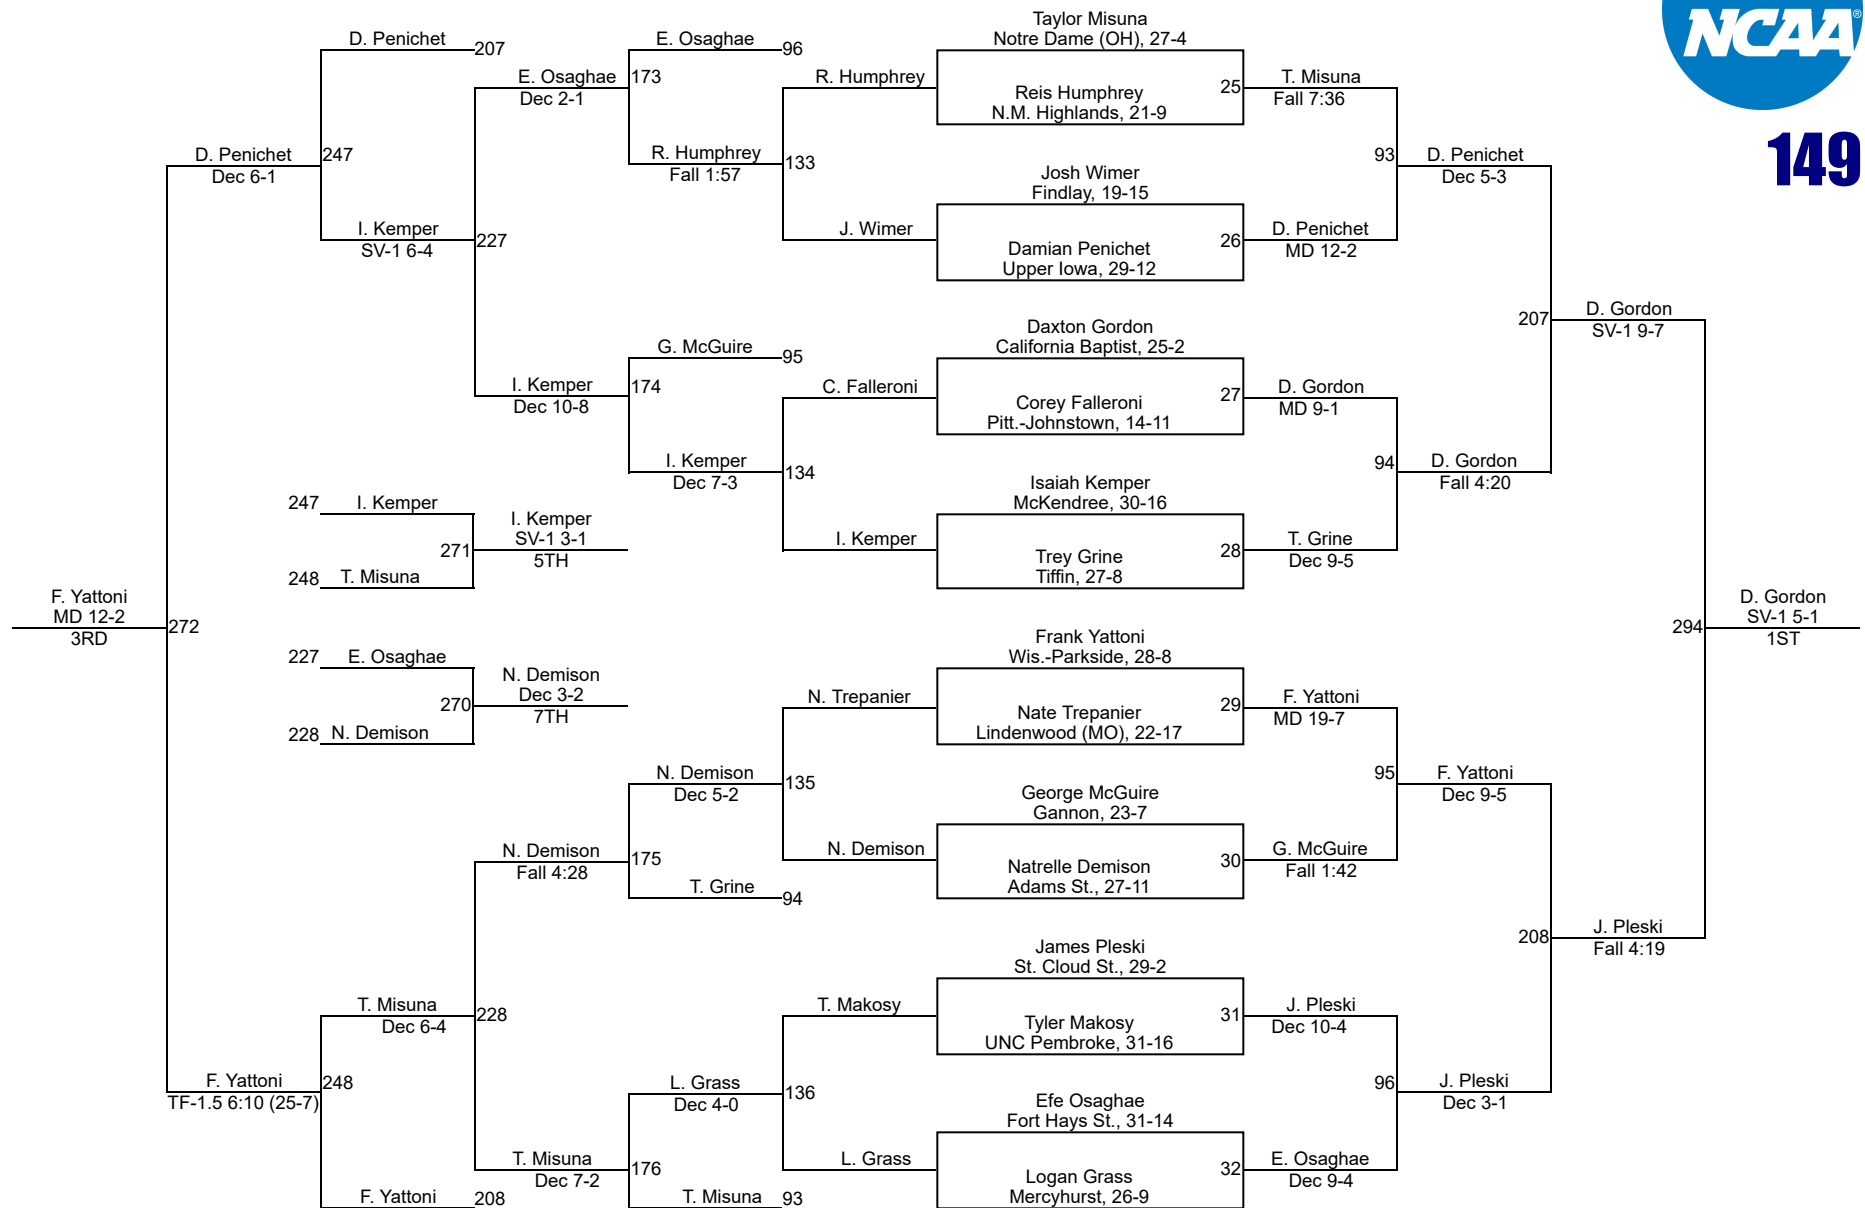 NCAA®
149
Taylor Misuna
Notre Dame (OH), 27-4
Reis Humphrey
N.M. Highlands, 21-9
25
T. Misuna
Fall 7:36
Josh Wimer
Findlay, 19-15
Damian Penichet
Upper Iowa, 29-12
26
D. Penichet
MD 12-2
93
D. Penichet
Dec 5-3
Daxton Gordon
California Baptist, 25-2
Corey Falleroni
Pitt.-Johnstown, 14-11
27
D. Gordon
MD 9-1
Isaiah Kemper
McKendree, 30-16
Trey Grine
Tiffin, 27-8
28
T. Grine
Dec 9-5
94
D. Gordon
Fall 4:20
207
D. Gordon
SV-1 9-7
Frank Yattoni
Wis.-Parkside, 28-8
Nate Trepanier
Lindenwood (MO), 22-17
29
F. Yattoni
MD 19-7
George McGuire
Gannon, 23-7
Natrelle Demison
Adams St., 27-11
30
G. McGuire
Fall 1:42
95
F. Yattoni
Dec 9-5
James Pleski
St. Cloud St., 29-2
Tyler Makosy
UNC Pembroke, 31-16
31
J. Pleski
Dec 10-4
Efe Osaghae
Fort Hays St., 31-14
Logan Grass
Mercyhurst, 26-9
32
E. Osaghae
Dec 9-4
96
J. Pleski
Dec 3-1
208
J. Pleski
Fall 4:19
294
D. Gordon
SV-1 5-1
1ST
R. Humphrey
J. Wimer
133
R. Humphrey
Fall 1:57
E. Osaghae
96
173
E. Osaghae
Dec 2-1
C. Falleroni
I. Kemper
134
I. Kemper
Dec 7-3
G. McGuire
95
174
I. Kemper
Dec 10-8
227
I. Kemper
SV-1 6-4
D. Penichet
207
247
D. Penichet
Dec 6-1
247
I. Kemper
248
T. Misuna
271
I. Kemper
SV-1 3-1
5TH
227
E. Osaghae
228
N. Demison
270
N. Demison
Dec 3-2
7TH
N. Trepanier
N. Demison
135
N. Demison
Dec 5-2
T. Grine
94
175
N. Demison
Fall 4:28
T. Makosy
L. Grass
136
L. Grass
Dec 4-0
T. Misuna
93
176
T. Misuna
Dec 7-2
228
T. Misuna
Dec 6-4
F. Yattoni
208
248
F. Yattoni
TF-1.5 6:10 (25-7)
272
F. Yattoni
MD 12-2
3RD